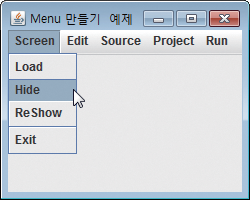 Menu 만들기 예제
Screen Edit Source Project Run
Load
Hide
ReShow
Exit